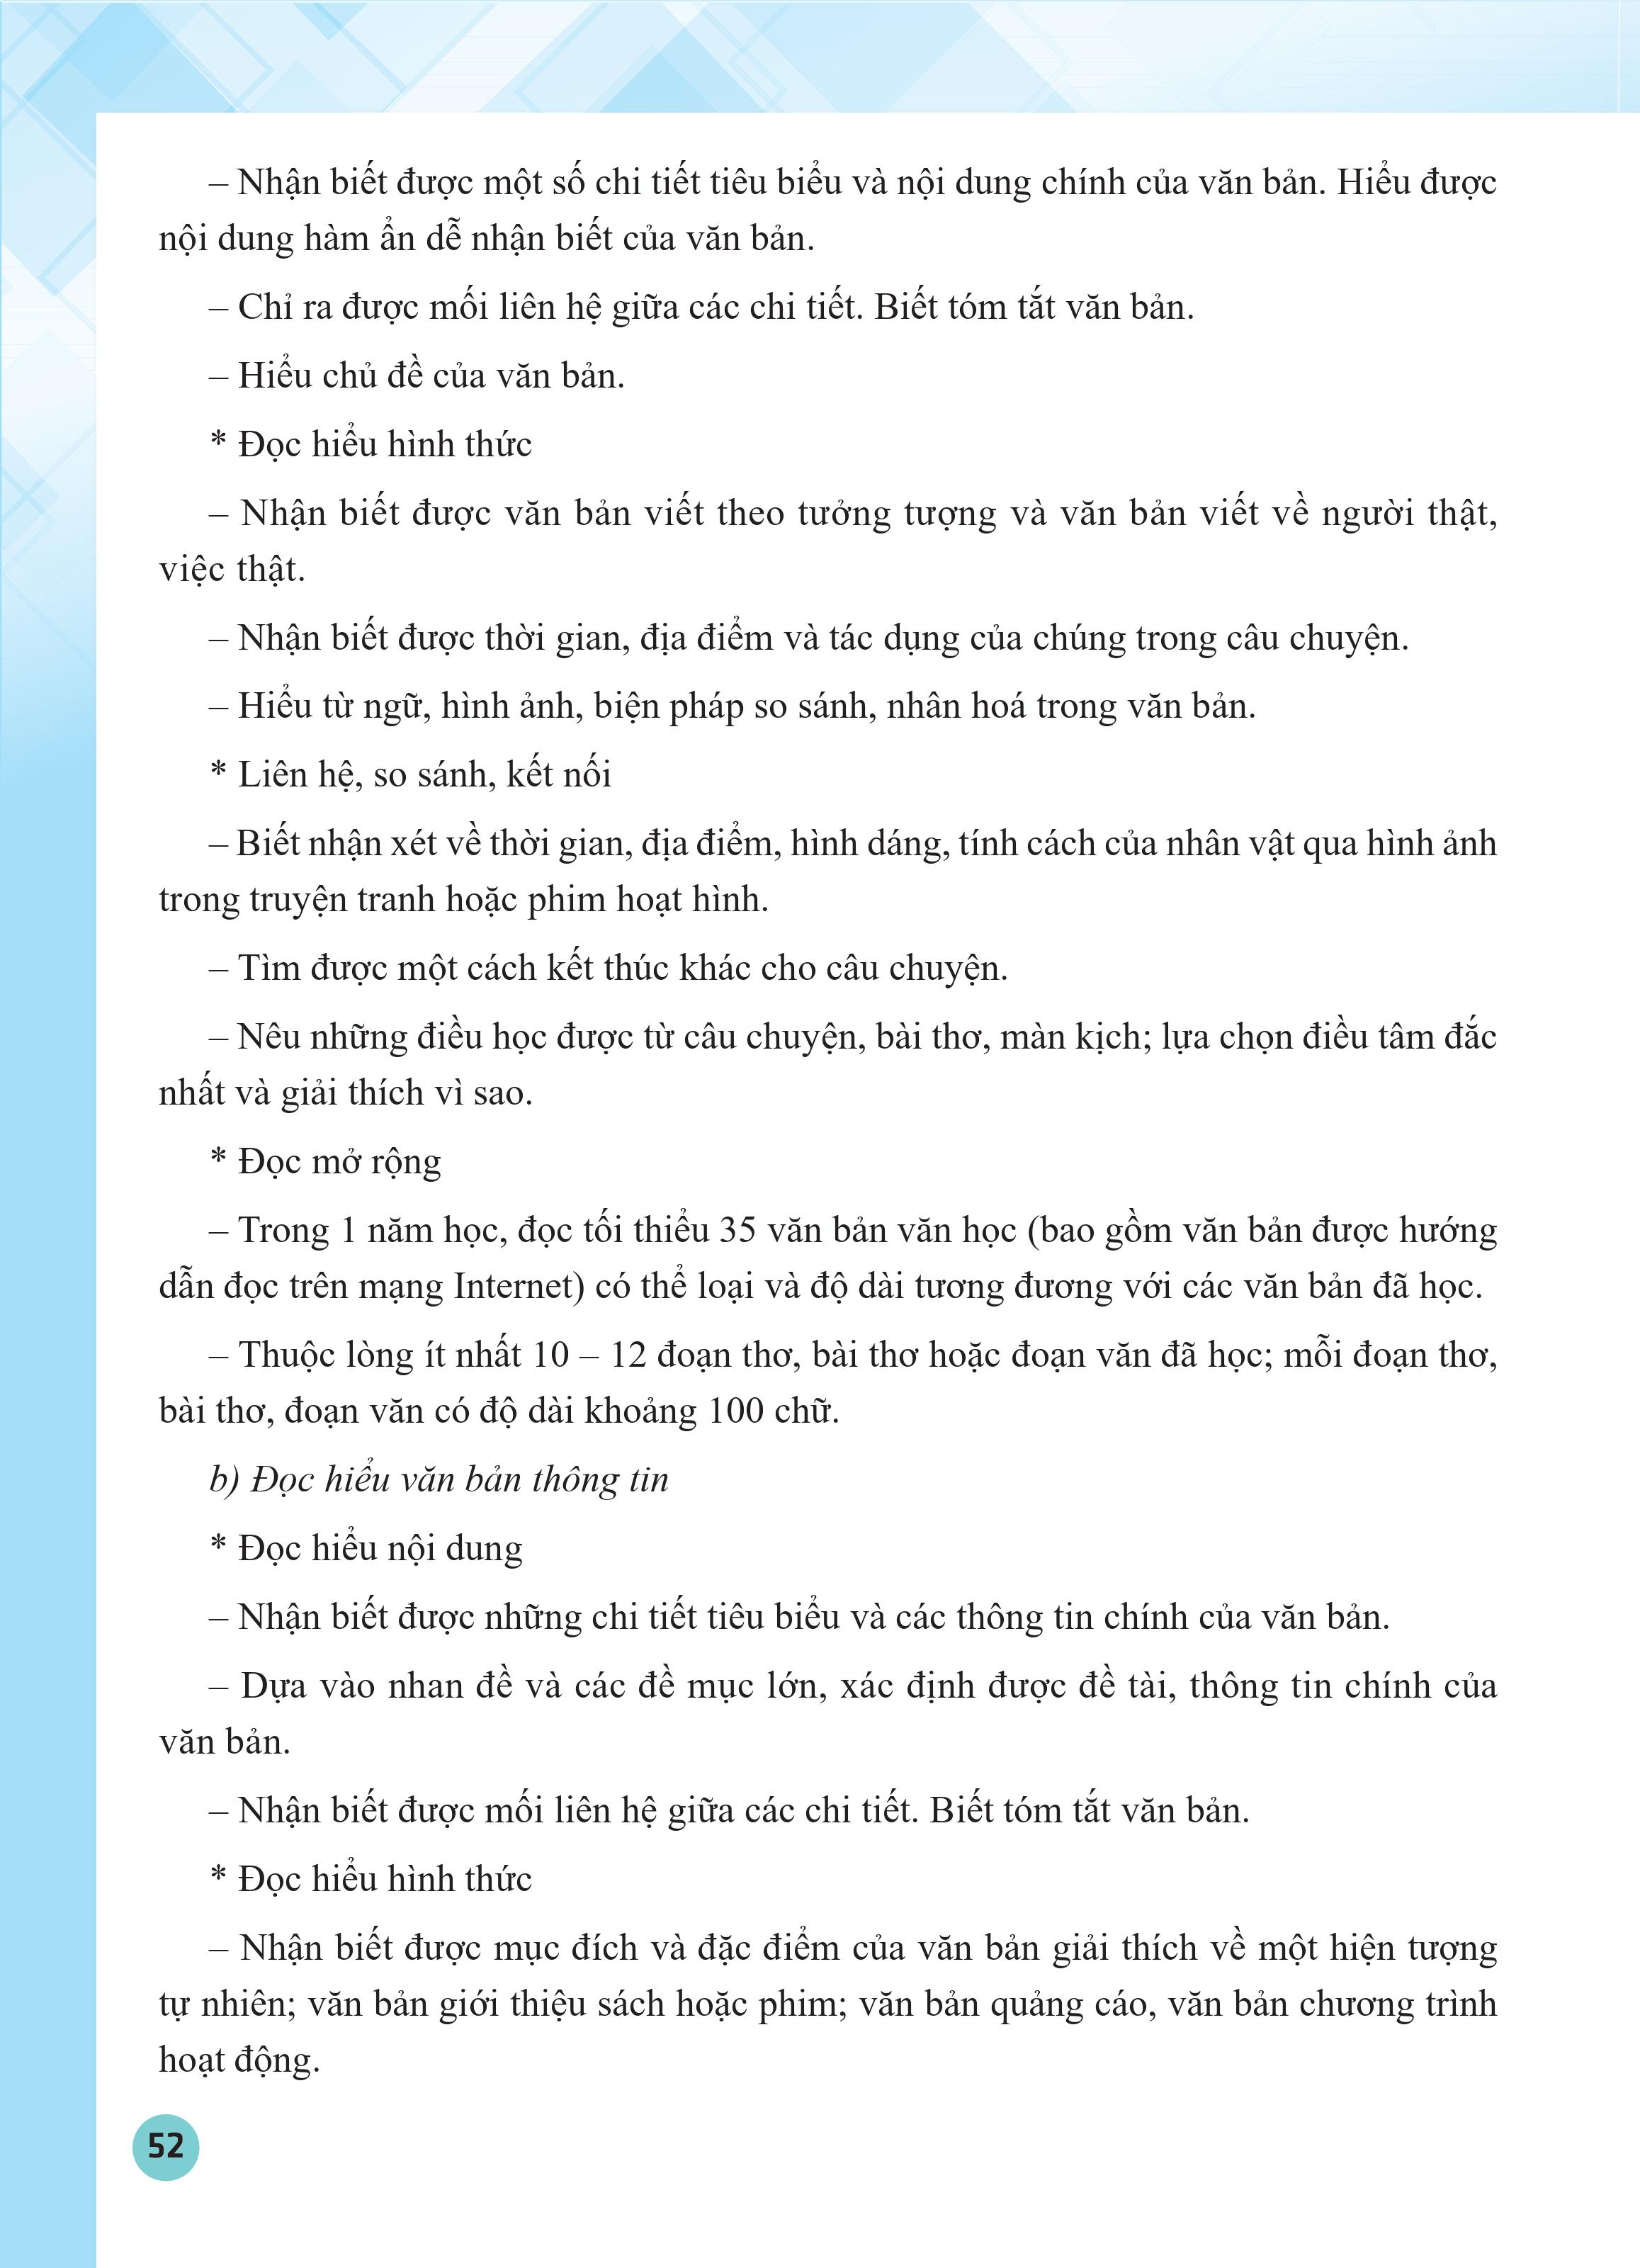 – Nhận biết được một số chi tiết tiêu biểu và nội dung chính của văn bản. Hiểu được
nội dung hàm ẩn dễ nhận biết của văn bản.
– Chỉ ra được mối liên hệ giữa các chi tiết. Biết tóm tắt văn bản.
– Hiểu chủ đề của văn bản.
* Đọc hiểu hình thức
– Nhận biết được văn bản viết theo tưởng tượng và văn bản viết về người thật,
việc thật.
– Nhận biết được thời gian, địa điểm và tác dụng của chúng trong câu chuyện.
– Hiểu từ ngữ, hình ảnh, biện pháp so sánh, nhân hoá trong văn bản.
* Liên hệ, so sánh, kết nối
– Biết nhận xét về thời gian, địa điểm, hình dáng, tính cách của nhân vật qua hình ảnh
trong truyện tranh hoặc phim hoạt hình.
– Tìm được một cách kết thúc khác cho câu chuyện.
– Nêu những điều học được từ câu chuyện, bài thơ, màn kịch; lựa chọn điều tâm đắc
nhất và giải thích vì sao.
* Đọc mở rộng
– Trong 1 năm học, đọc tối thiểu 35 văn bản văn học (bao gồm văn bản được hướng
dẫn đọc trên mạng Internet) có thể loại và độ dài tương đương với các văn bản đã học.
– Thuộc lòng ít nhất 10 – 12 đoạn thơ, bài thơ hoặc đoạn văn đã học; mỗi đoạn thơ,
bài thơ, đoạn văn có độ dài khoảng 100 chữ.
b) Đọc hiểu văn bản thông tin
* Đọc hiểu nội dung
– Nhận biết được những chi tiết tiêu biểu và các thông tin chính của văn bản.
– Dựa vào nhan đề và các đề mục lớn, xác định được đề tài, thông tin chính của
văn bản.
– Nhận biết được mối liên hệ giữa các chi tiết. Biết tóm tắt văn bản.
* Đọc hiểu hình thức
– Nhận biết được mục đích và đặc điểm của văn bản giải thích về một hiện tượng
tự nhiên; văn bản giới thiệu sách hoặc phim; văn bản quảng cáo, văn bản chương trình
hoạt động.
52